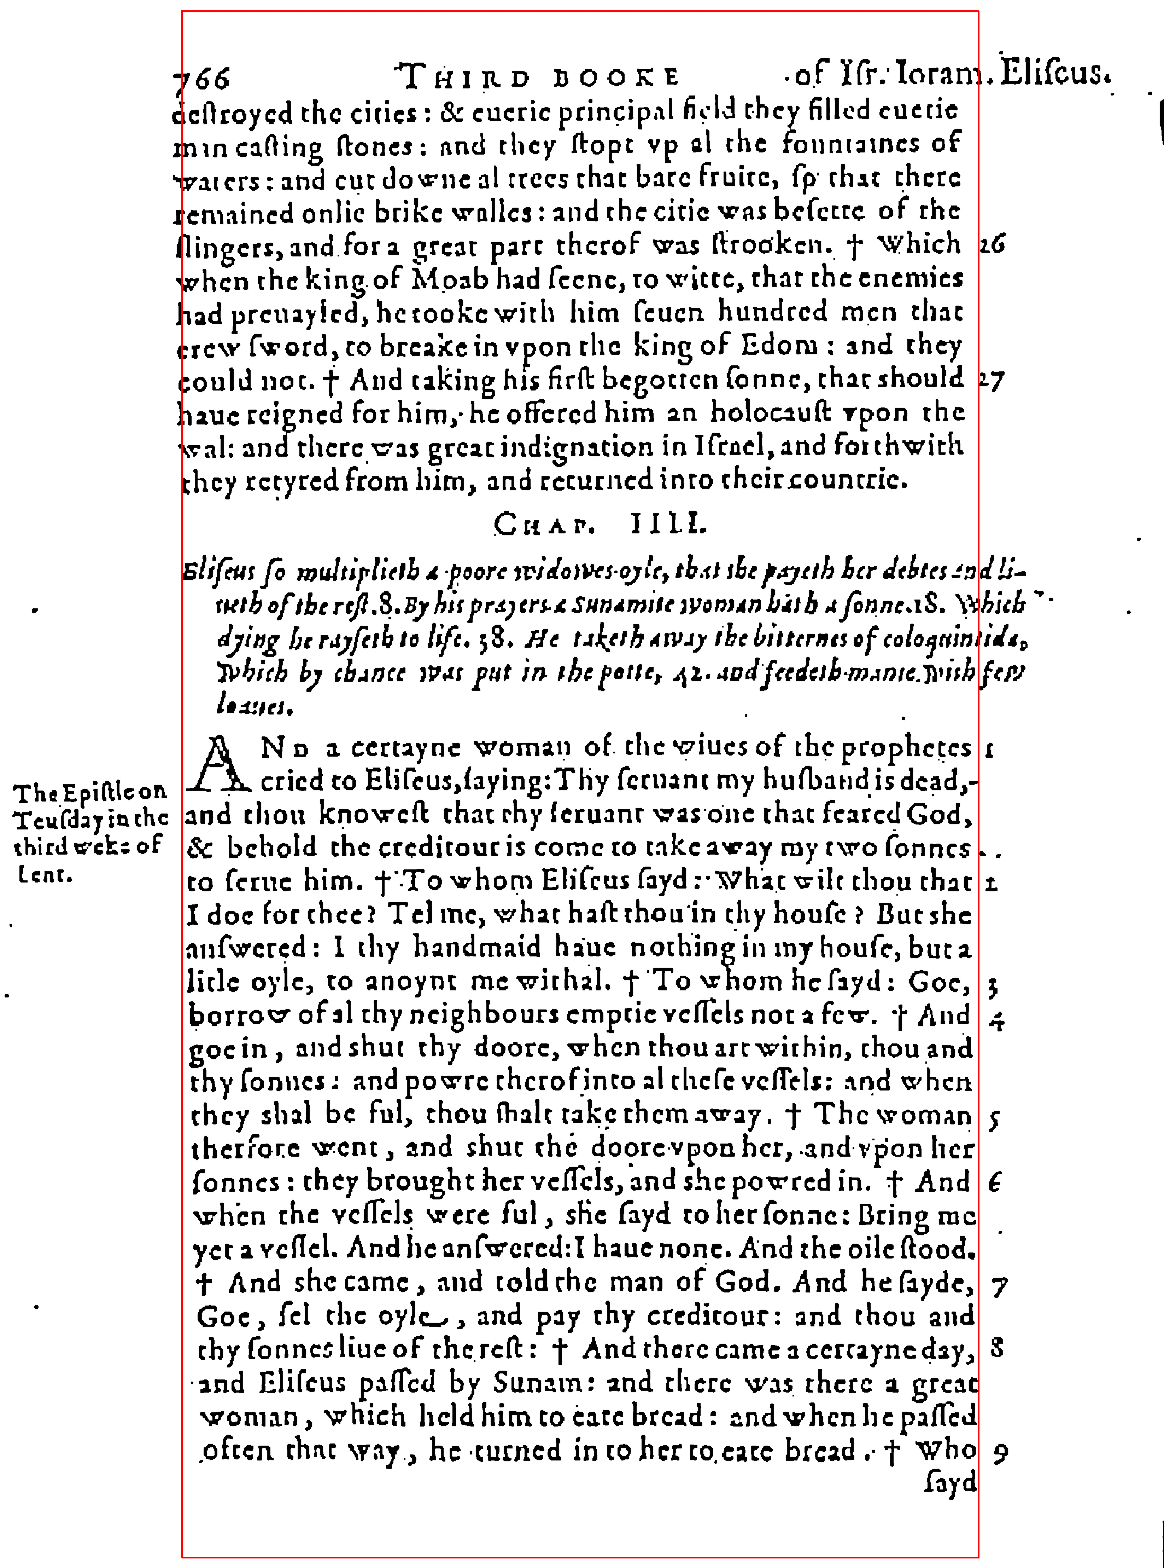 766 THIRD BOOKE of Iſr. Ioram. Eliſeus.
deſtroyed the cities: & euerie principal field they filled euerie
man caſting ſtones: and they ſtopt vp al the fountaines of
waters: and cut downe al trees that bare fruite, ſo that there
remained onlie brike walles: and the citie was beſette of the
ſlingers, and for a great part therof was ſtrooken. † Which 26
when the king of Moab had ſeene, to witte, that the enemies
had preuayled, he tooke with him ſeuen hundred men that
drew ſword, to breake in vpon the king of Edom: and they
could not. † And taking his firſt begotten ſonne, that should 27
haue reigned for him, he offered him an holocauſt vpon the
wal: and there was great indignation in Iſrael, and forthwith
they retyred from him, and returned into their countrie.
CHAP. IIII.
Eliſeus ſo multiplieth a poore widowes oyle, that she payeth her debtes and li-
ueth of the reſt. 8. By his prayers a Sunamite woman hath a ſonne. 18. Which
dying he rayſeth to life. 38. He taketh away the bitternes of coloquintida,
Which by chance was put in the potte, 42. and feedeth manie With few
loaues.
AND a certayne woman of the wiues of the prophetes 1
cried to Eliſeus, ſaying: Thy ſeruant my huſband is dead,
and thou knoweſt that thy ſeruant was one that feared God,
& behold the creditour is come to take away my two ſonnes
to ſerue him. † To whom Eliſeus ſayd: What wilt thou that 2
I doe for thee? Tel me, what haſt thou in thy houſe? But she
anſwered: I thy handmaid haue nothing in my houſe, but a
litle oyle, to anoynt me withal. † To whom he ſayd: Goe, 3
borrow of al thy neighbours emptie veſſels not a few. † And 4
goe in, and shut thy doore, when thou art within, thou and
thy ſonnes: and powre therof into al theſe veſſels: and when
they shal be ful, thou ſhalt take them away. † The woman 5
therfore went, and shut the doore vpon her, and vpon her
ſonnes: they brought her veſſels, and she powred in. † And 6
when the veſſels were ful, she ſayd to her ſonne: Bring me
yet a veſſel. And he anſwered: I haue none. And the oile ſtood.
† And she came, and told the man of God. And he ſayde, 7
Goe, ſel the oyle, and pay thy creditour: and thou and
thy ſonnes liue of the reſt: † And there came a certayne day, 8
and Eliſeus paſſed by Sunam: and there was there a great
woman, which held him to eate bread: and when he paſſed
often that way, he turned in to her to eate bread. † Who 9
ſayd
The Epiſtle on
Teuſday in the
third weke of
Lent.